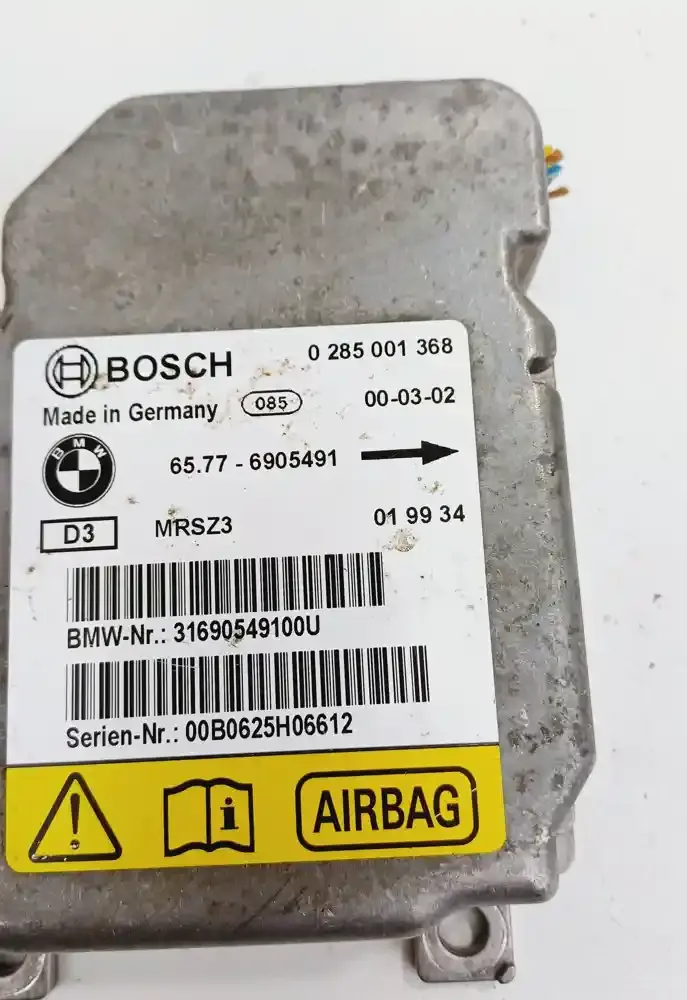 BOSCH 0 285 001 368
Made in Germany 085 00-03-02
BMW 65.77 - 6905491
D3 MRSZ3 01 99 34
BMW-Nr.: 31690549100U
Serien-Nr.: 00B0625H06612
i AIRBAG